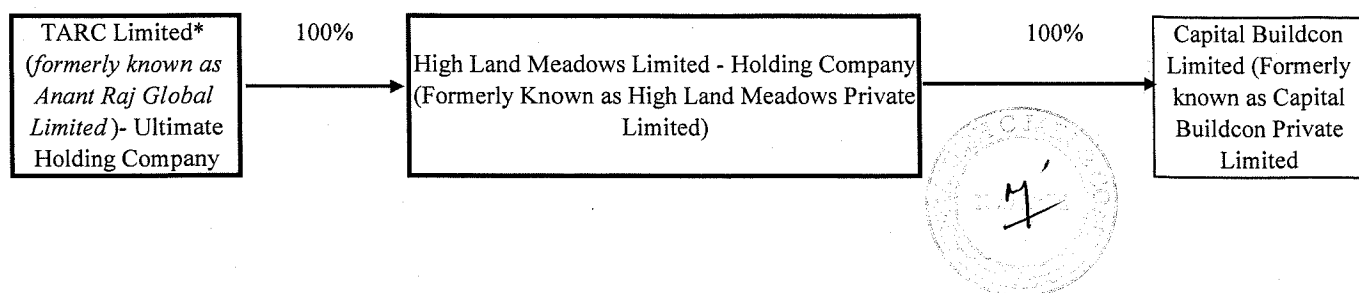 TARC Limited*
(formerly known as
Anant Raj Global
Limited)- Ultimate
Holding Company
100%
High Land Meadows Limited - Holding Company
(Formerly Known as High Land Meadows Private
Limited)
100%
Capital Buildcon
Limited (Formerly
known as Capital
Buildcon Private
Limited